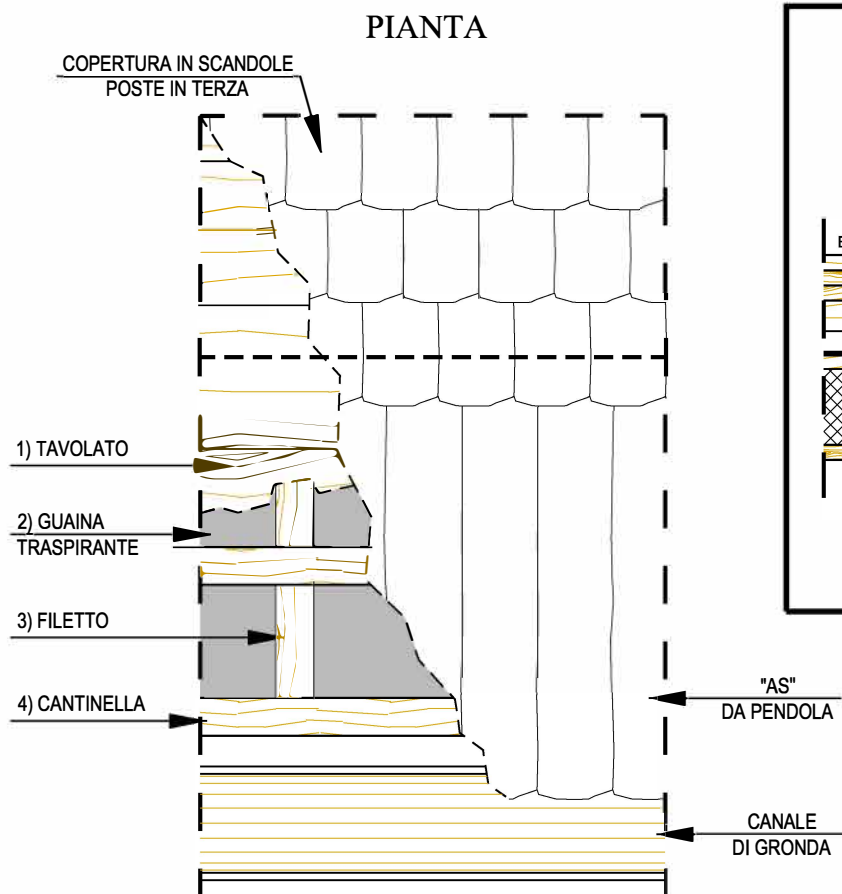 PIANTA
COPERTURA IN SCANDOLE
POSTE IN TERZA
1) TAVOLATO
2) GUAINA
TRASPIRANTE
3) FILETTO
4) CANTINELLA
"AS"
DA PENDOLA
CANALE
DI GRONDA